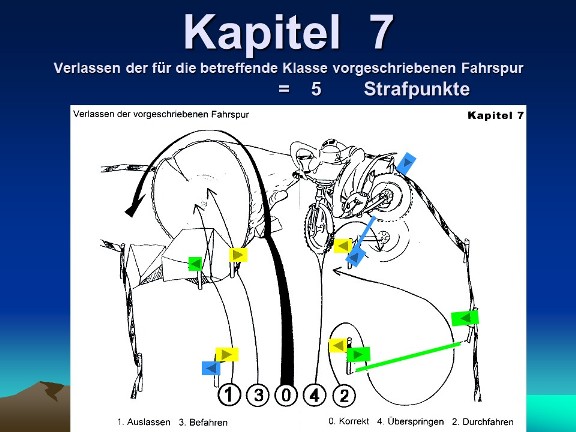 Kapitel 7
Verlassen der für die betreffende Klasse vorgeschriebenen Fahrspur
= 5 Strafpunkte
Verlassen der vorgeschriebenen Fahrspur Kapitel 7
1 3 0 4 2
1. Auslassen 3. Befahren 0. Korrekt 4. Überspringen 2. Durchfahren